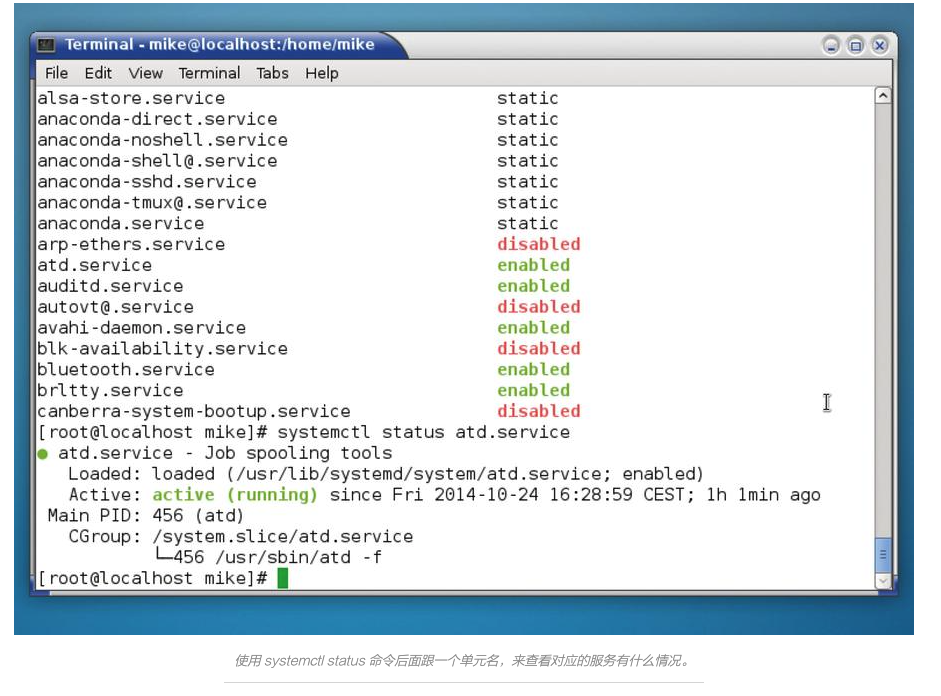 Terminal - mike@localhost:/home/mike
File Edit View Terminal Tabs Help
alsa-store.service static
anaconda-direct.service static
anaconda-noshell.service static
anaconda-shell@.service static
anaconda-sshd.service static
anaconda-tmux@.service static
anaconda.service static
arp-ethers.service disabled
atd.service enabled
auditd.service enabled
autovt@.service disabled
avahi-daemon.service enabled
blk-availability.service disabled
bluetooth.service enabled
brltty.service enabled
canberra-system-bootup.service disabled
[root@localhost mike]# systemctl status atd.service
● atd.service - Job spooling tools
Loaded: loaded (/usr/lib/systemd/system/atd.service; enabled)
Active: active (running) since Fri 2014-10-24 16:28:59 CEST; 1h 1min ago
Main PID: 456 (atd)
CGroup: /system.slice/atd.service
└─456 /usr/sbin/atd -f
[root@localhost mike]#
使用 systemctl status 命令后面跟一个单元名，来查看对应的服务有什么情况。